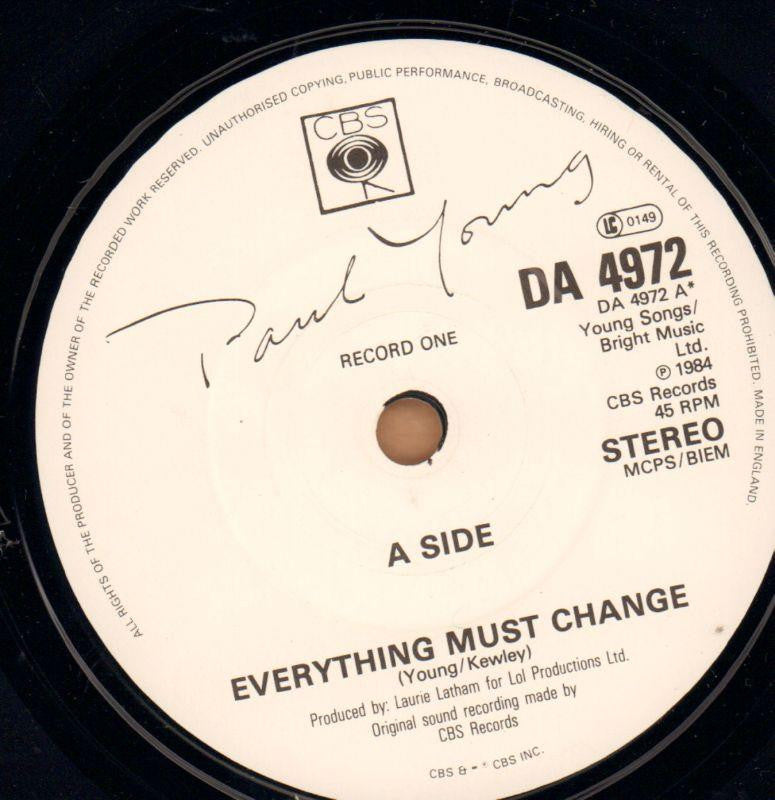 ALL RIGHTS OF THE PRODUCER AND OF THE OWNER OF THE RECORDED WORK RESERVED. UNAUTHORISED COPYING, PUBLIC PERFORMANCE, BROADCASTING, HIRING OR RENTAL OF THIS RECORDING PROHIBITED. MADE IN ENGLAND.
CBS
Paul Young
LC 0149
DA 4972
DA 4972 A*
Young Songs/
Bright Music
Ltd.
℗ 1984
CBS Records
45 RPM
STEREO
MCPS/BIEM
RECORD ONE
A SIDE
EVERYTHING MUST CHANGE
(Young/Kewley)
Produced by: Laurie Latham for Lol Productions Ltd.
Original sound recording made by
CBS Records
CBS & CBS INC.